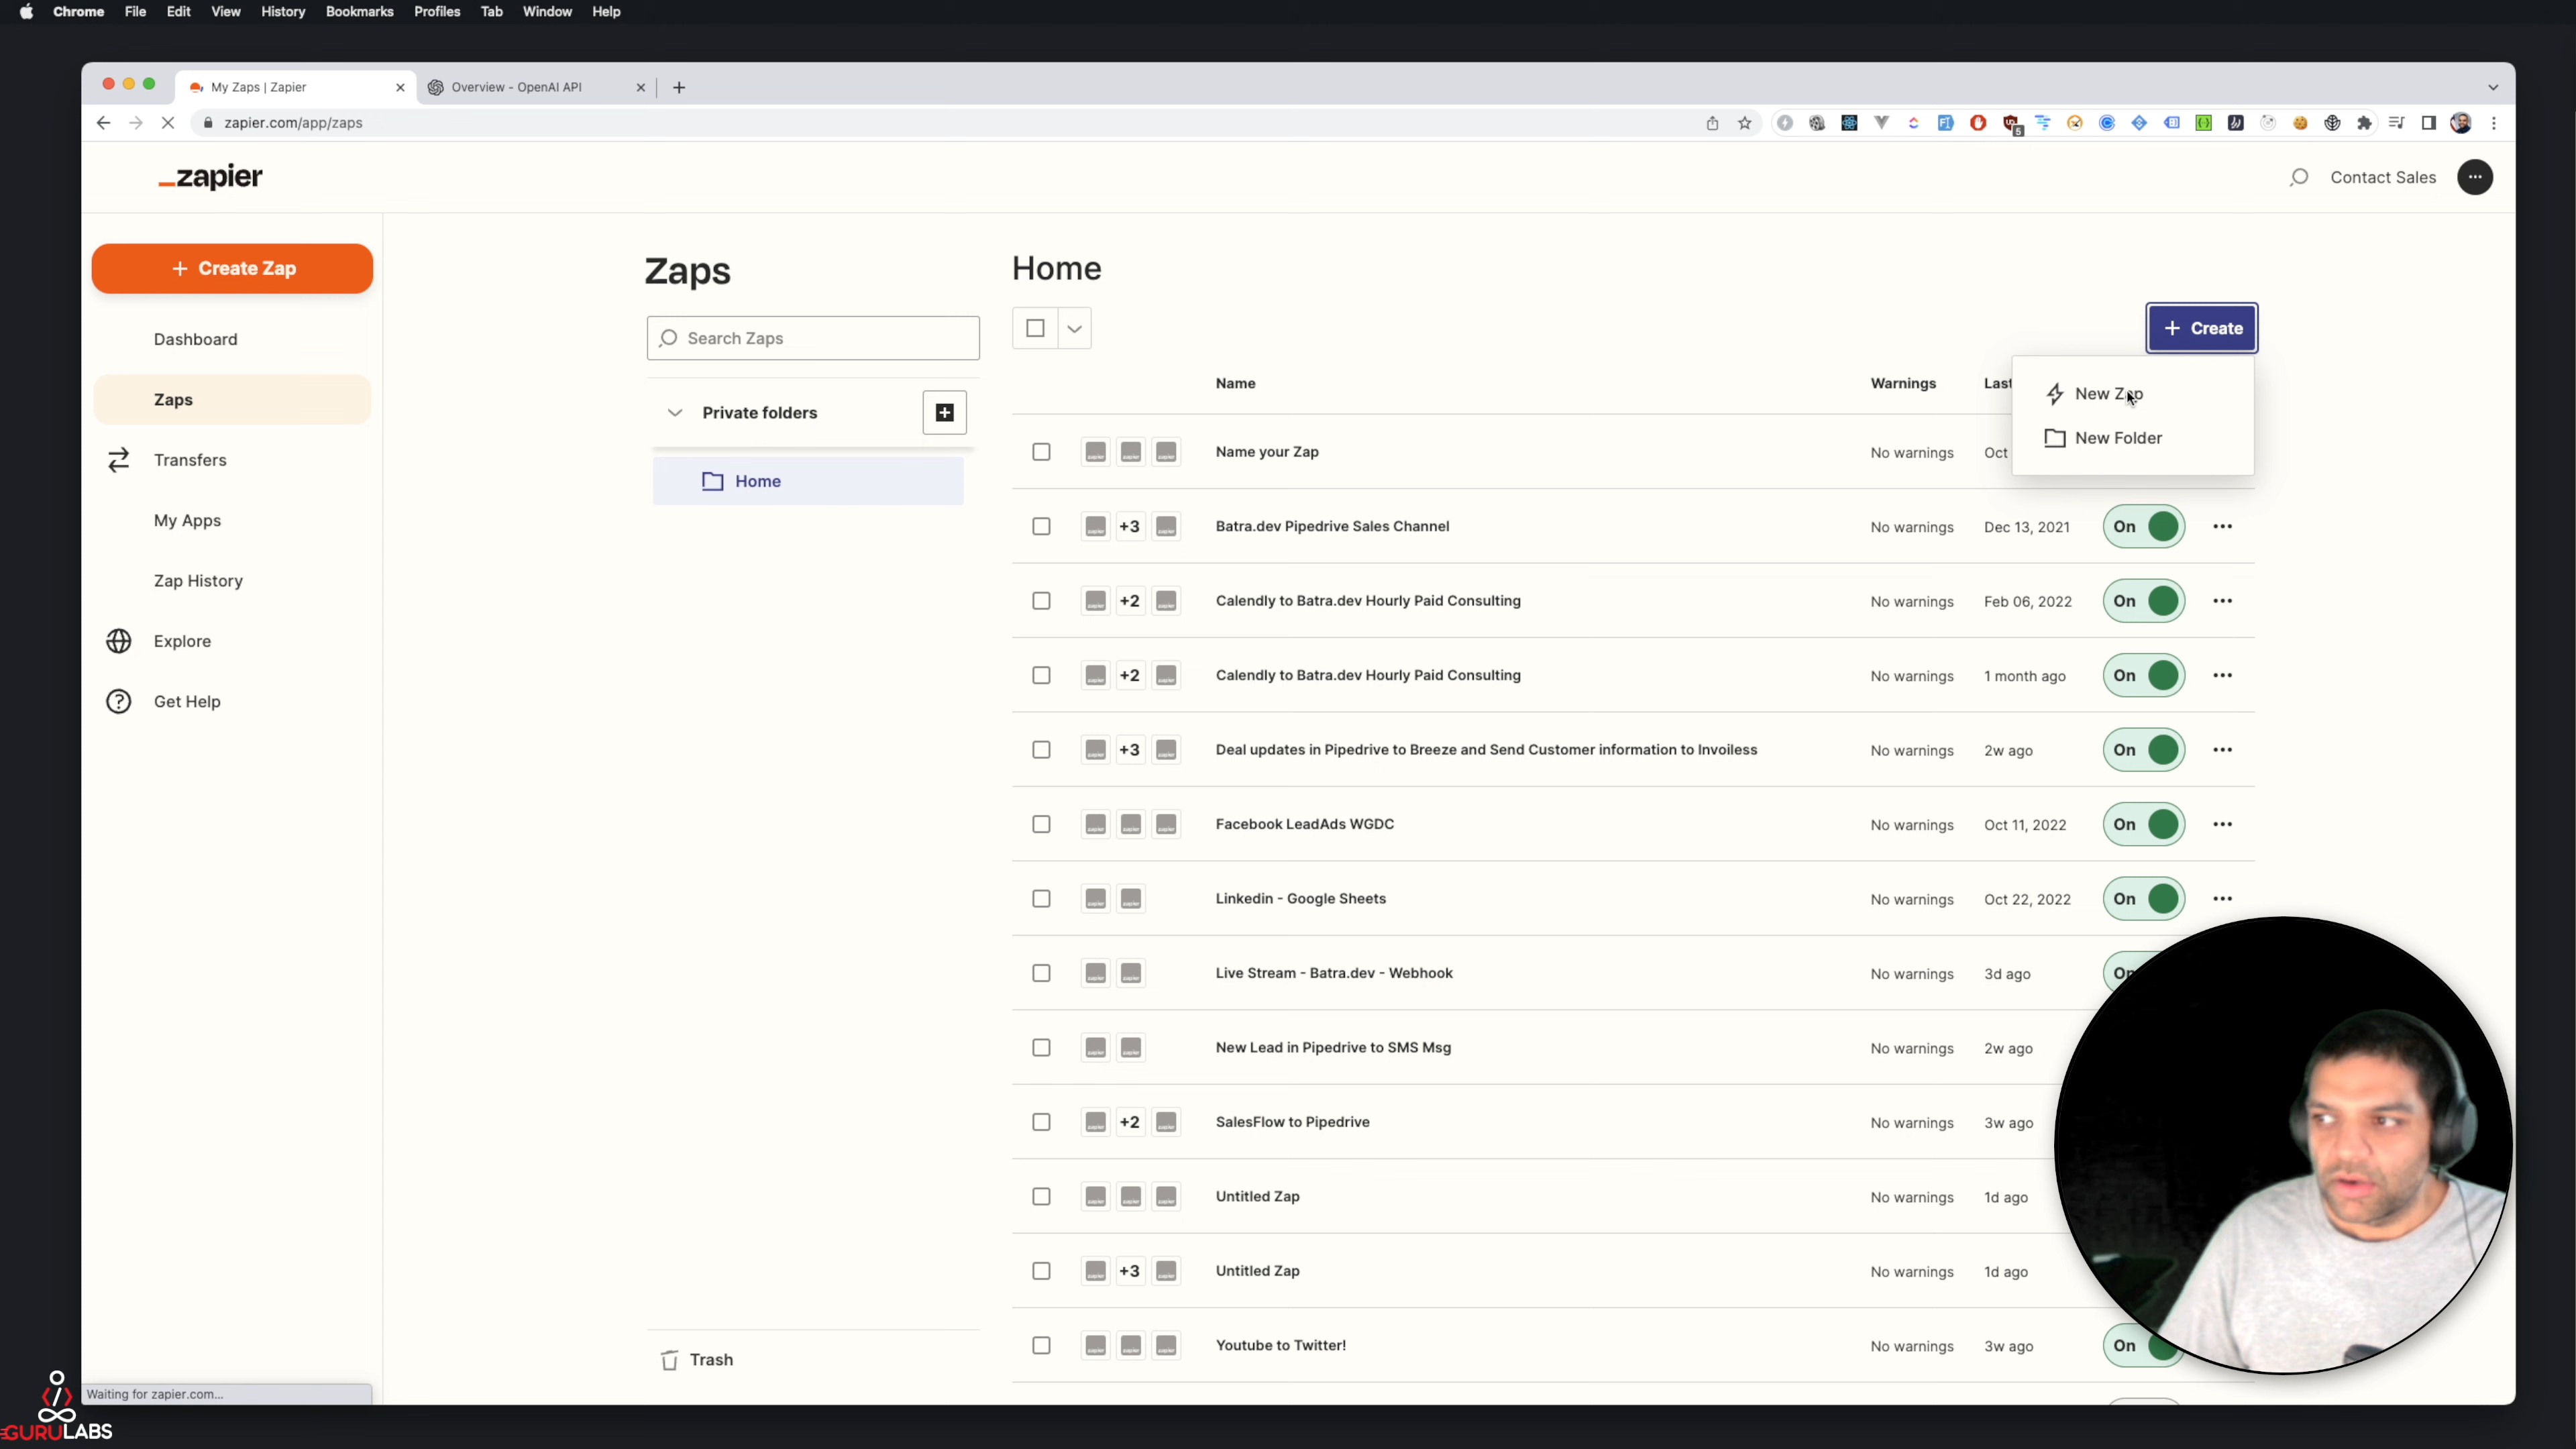 Chrome File Edit View History Bookmarks Profiles Tab Window Help
My Zaps | Zapier
Overview - OpenAI API
zapier.com/app/zaps
5
_zapier
Contact Sales
+ Create Zap
Dashboard
Zaps
Transfers
My Apps
Zap History
Explore
Get Help
Zaps
Search Zaps
Private folders
Home
Trash
Home
+ Create
New Zap
New Folder
Name Warnings Last
Name your Zap No warnings Oct
+3 Batra.dev Pipedrive Sales Channel No warnings Dec 13, 2021 On
+2 Calendly to Batra.dev Hourly Paid Consulting No warnings Feb 06, 2022 On
+2 Calendly to Batra.dev Hourly Paid Consulting No warnings 1 month ago On
+3 Deal updates in Pipedrive to Breeze and Send Customer information to Invoiless No warnings 2w ago On
Facebook LeadAds WGDC No warnings Oct 11, 2022 On
Linkedin - Google Sheets No warnings Oct 22, 2022 On
Live Stream - Batra.dev - Webhook No warnings 3d ago On
New Lead in Pipedrive to SMS Msg No warnings 2w ago
+2 SalesFlow to Pipedrive No warnings 3w ago
Untitled Zap No warnings 1d ago
+3 Untitled Zap No warnings 1d ago
Youtube to Twitter! No warnings 3w ago On
Waiting for zapier.com...
GURULABS